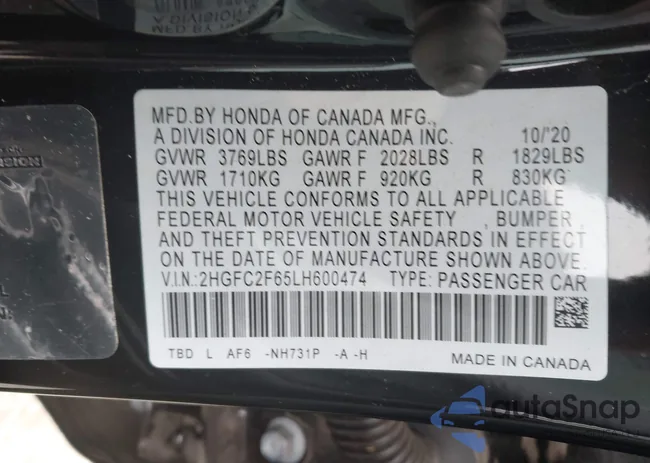 MFD.BY HONDA OF CANADA MFG.,
A DIVISION OF HONDA CANADA INC. 10/'20
GVWR 3769LBS GAWR F 2028LBS R 1829LBS
GVWR 1710KG GAWR F 920KG R 830KG
THIS VEHICLE CONFORMS TO ALL APPLICABLE
FEDERAL MOTOR VEHICLE SAFETY , BUMPER,
AND THEFT PREVENTION STANDARDS IN EFFECT
ON THE DATE OF MANUFACTURE SHOWN ABOVE.
V.I.N.:2HGFC2F65LH600474 TYPE: PASSENGER CAR
TBD L AF6 -NH731P -A -H MADE IN CANADA
autoSnap